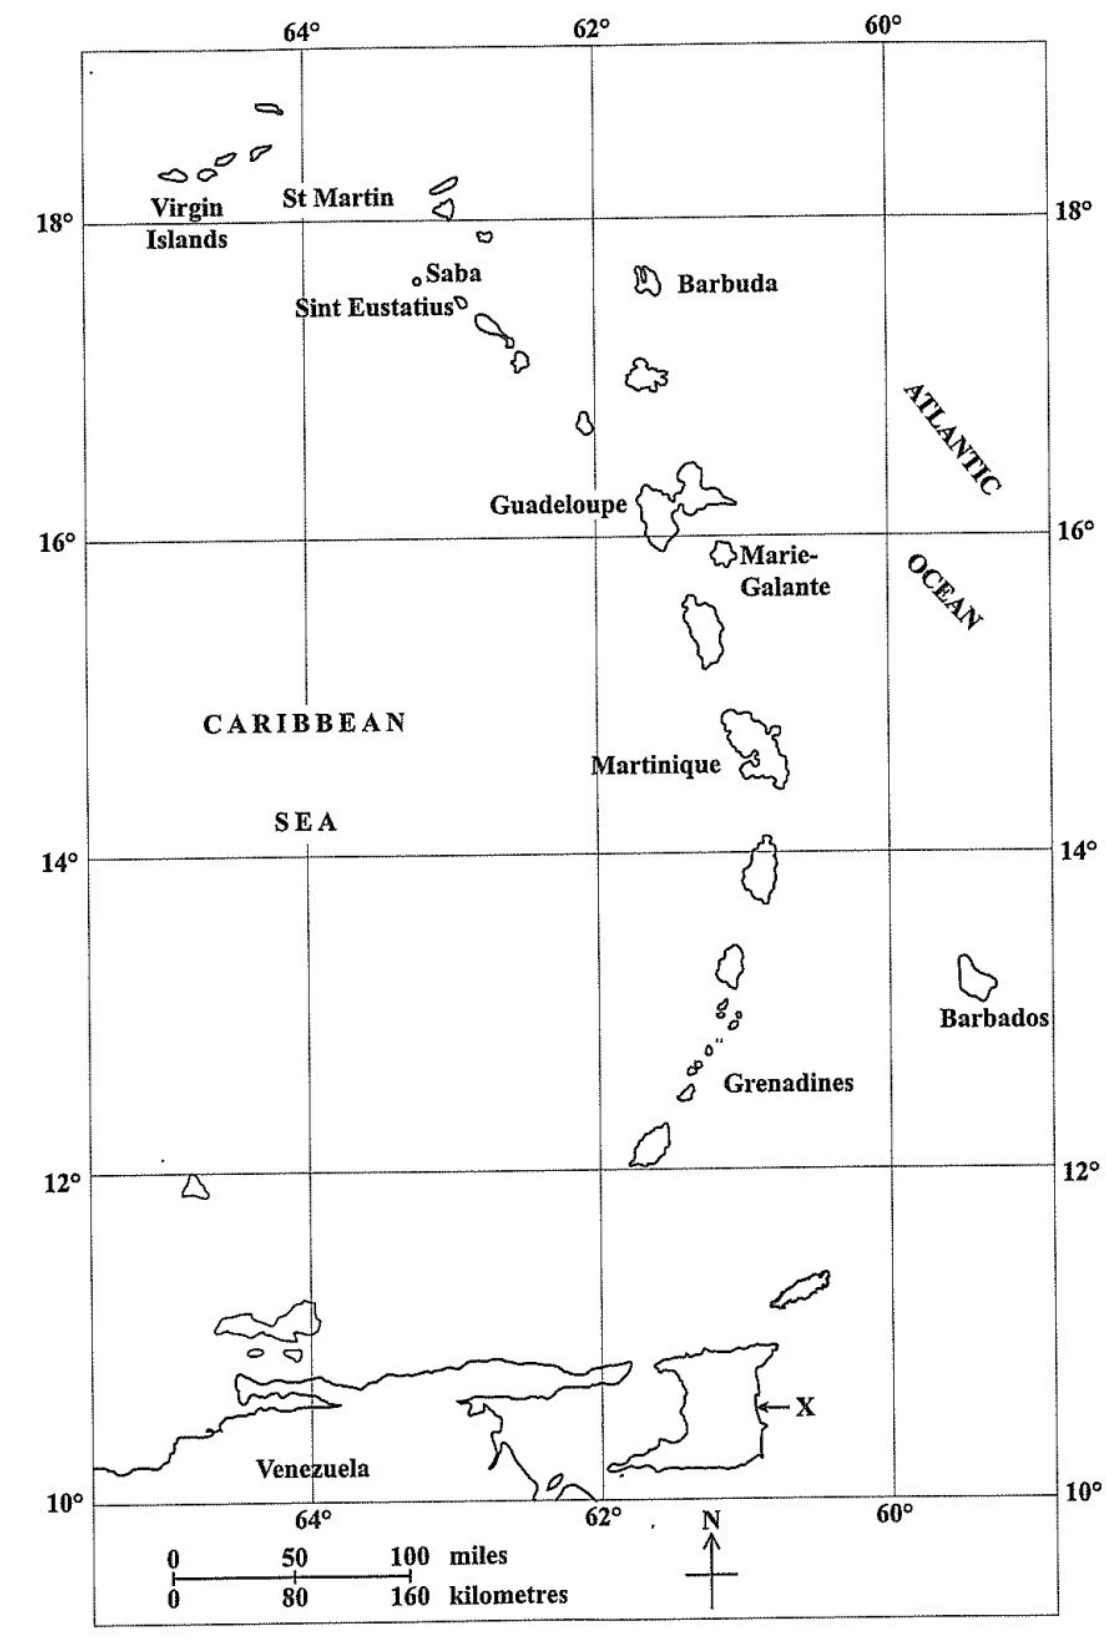 64° 62° 60°
St Martin
Virgin
Islands
18° 18°
Saba
Sint Eustatius
Barbuda
ATLANTIC
Guadeloupe
16° 16°
Marie-
Galante
OCEAN
CARIBBEAN
Martinique
SEA
14° 14°
Barbados
Grenadines
12° 12°
X
Venezuela
10° 10°
64° 62° 60°
N
0 50 100 miles
0 80 160 kilometres